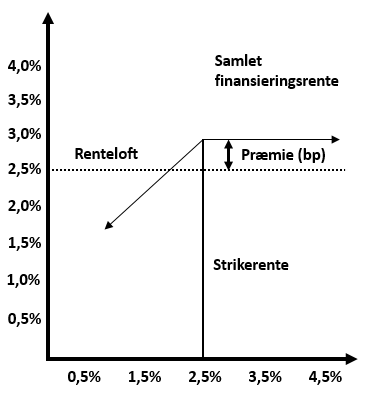 Samlet
finansieringsrente
4,0%
3,5%
3,0%
Renteloft
Præmie (bp)
2,5%
2,0%
1,5%
Strikerente
1,0%
0,5%
0,5% 1,5% 2,5% 3,5% 4,5%